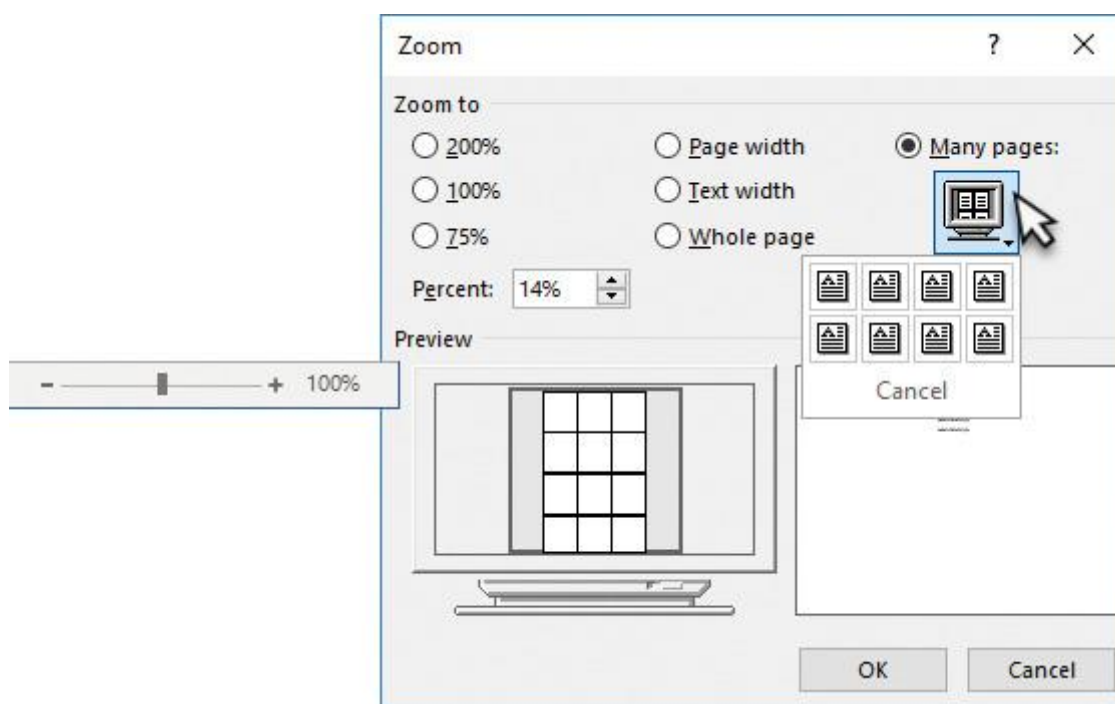 Zoom ?
Zoom to
200% Page width Many pages:
100% Text width
75% Whole page
Percent: 14%
Preview
Cancel
100%
OK Cancel